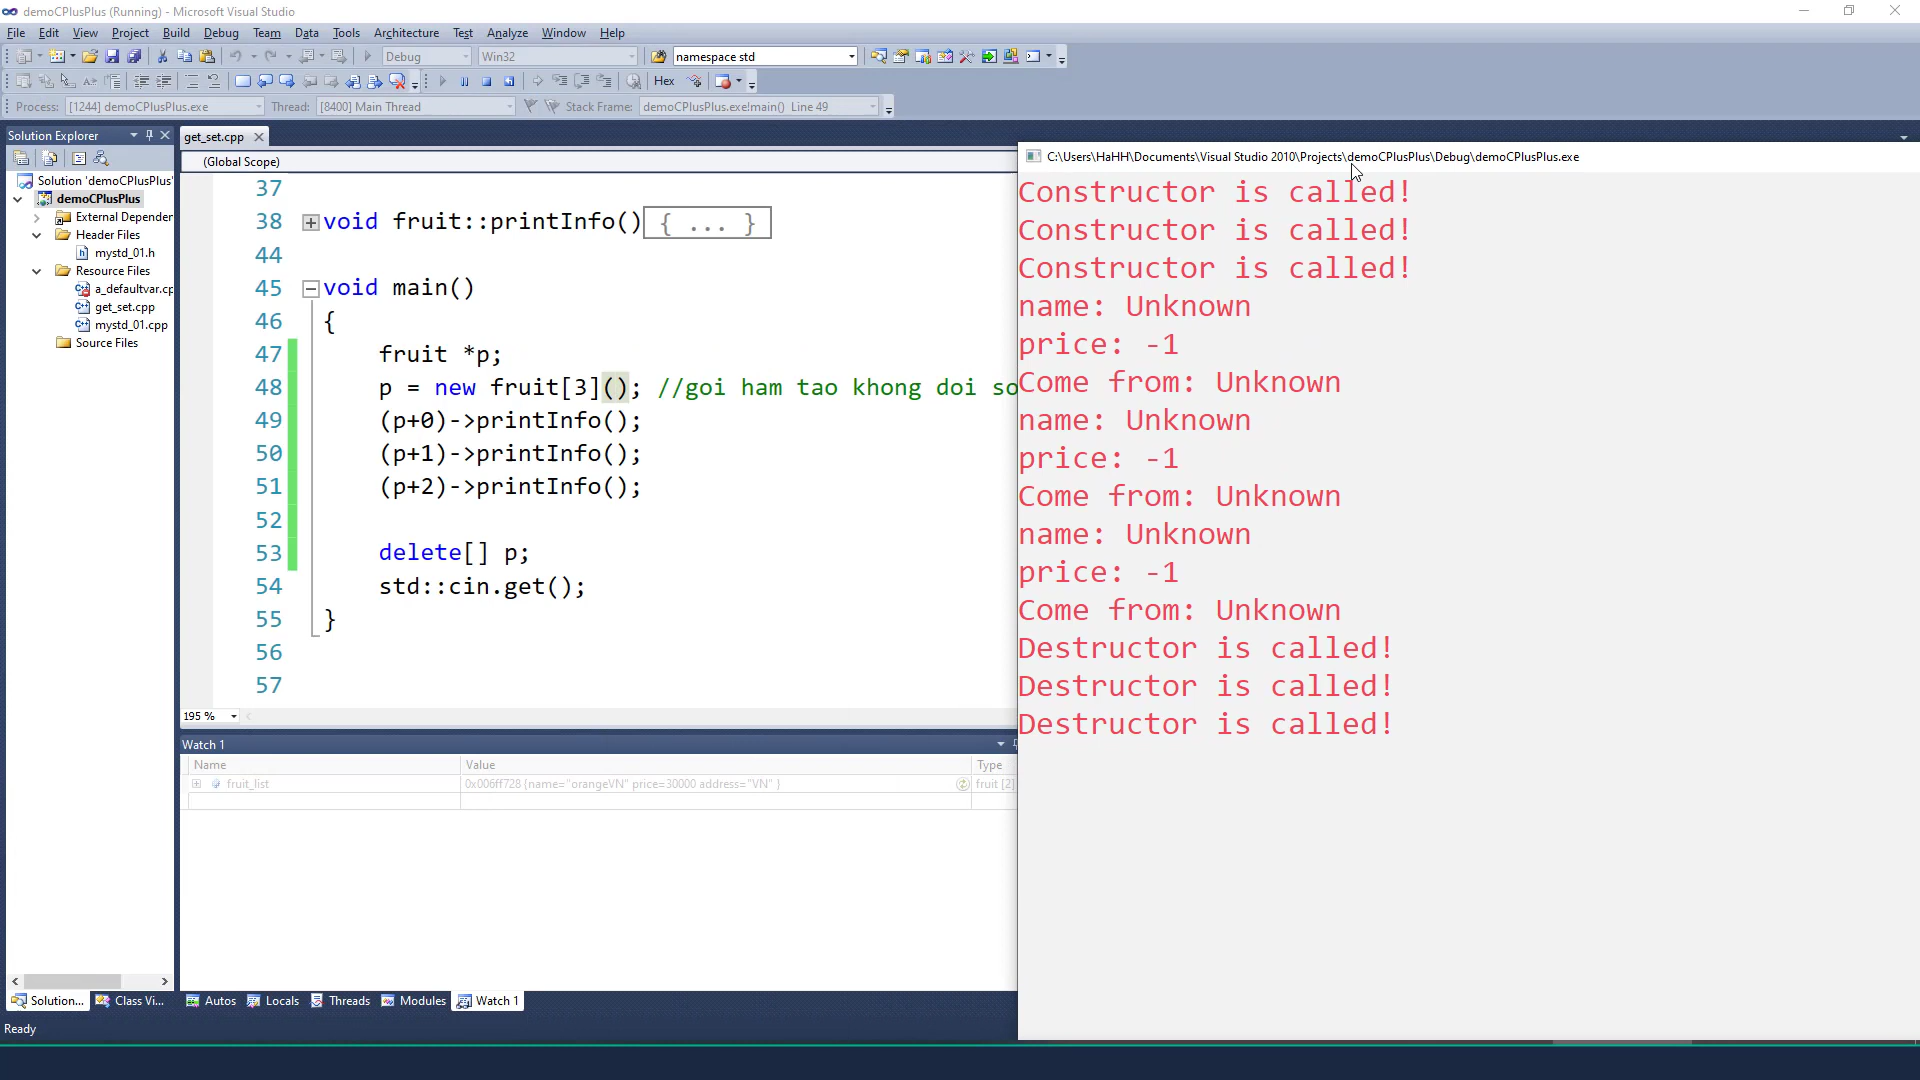 demoCPlusPlus (Running) - Microsoft Visual Studio
File Edit View Project Build Debug Team Data Tools Architecture Test Analyze Window Help
Debug Win32 namespace std
Hex
Process: [1244] demoCPlusPlus.exe Thread: [8400] Main Thread Stack Frame: demoCPlusPlus.exe!main() Line 49
Solution Explorer
Solution 'demoCPlusPlus'
demoCPlusPlus
External Dependen
Header Files
mystd_01.h
Resource Files
a_defaultvar.cp
get_set.cpp
mystd_01.cpp
Source Files
Solution... Class Vi...
get_set.cpp
(Global Scope)
37
38 void fruit::printInfo() { ... }
44
45 void main()
46 {
47 fruit *p;
48 p = new fruit[3](); //goi ham tao khong doi so
49 (p+0)->printInfo();
50 (p+1)->printInfo();
51 (p+2)->printInfo();
52
53 delete[] p;
54 std::cin.get();
55 }
56
57
195 %
Watch 1
Name Value Type
fruit_list 0x006ff728 {name="orangeVN" price=30000 address="VN" } fruit [2]
Autos Locals Threads Modules Watch 1
Ready
C:\Users\HaHH\Documents\Visual Studio 2010\Projects\demoCPlusPlus\Debug\demoCPlusPlus.exe
Constructor is called!
Constructor is called!
Constructor is called!
name: Unknown
price: -1
Come from: Unknown
name: Unknown
price: -1
Come from: Unknown
name: Unknown
price: -1
Come from: Unknown
Destructor is called!
Destructor is called!
Destructor is called!